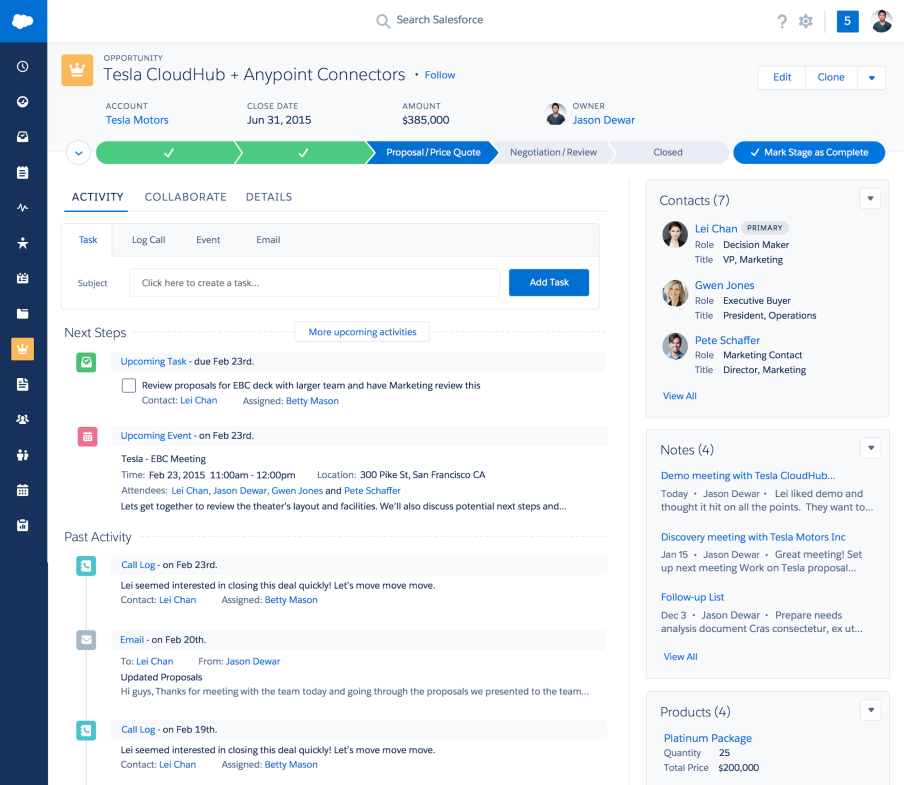 Search Salesforce
?
5
OPPORTUNITY
Tesla CloudHub + Anypoint Connectors • Follow
Edit Clone
ACCOUNT CLOSE DATE AMOUNT OWNER
Tesla Motors Jun 31, 2015 $385,000 Jason Dewar
Proposal/Price Quote Negotiation/Review Closed Mark Stage as Complete
ACTIVITY COLLABORATE DETAILS
Task Log Call Event Email
Subject Click here to create a task... Add Task
Next Steps More upcoming activities
Upcoming Task - due Feb 23rd.
Review proposals for EBC deck with larger team and have Marketing review this
Contact: Lei Chan Assigned: Betty Mason
Upcoming Event - on Feb 23rd.
Tesla - EBC Meeting
Time: Feb 23, 2015 11:00am - 12:00pm Location: 300 Pike St, San Francisco CA
Attendees: Lei Chan, Jason Dewar, Gwen Jones and Pete Schaffer
Lets get together to review the theater's layout and facilities. We'll also discuss potential next steps and...
Past Activity
Call Log - on Feb 23rd.
Lei seemed interested in closing this deal quickly! Let's move move move.
Contact: Lei Chan Assigned: Betty Mason
Email - on Feb 20th.
To: Lei Chan From: Jason Dewar
Updated Proposals
Hi guys, Thanks for meeting with the team today and going through the proposals we presented to the team...
Call Log - on Feb 19th.
Lei seemed interested in closing this deal quickly! Let's move move move.
Contact: Lei Chan Assigned: Betty Mason
Contacts (7)
Lei Chan PRIMARY
Role Decision Maker
Title VP, Marketing
Gwen Jones
Role Executive Buyer
Title President, Operations
Pete Schaffer
Role Marketing Contact
Title Director, Marketing
View All
Notes (4)
Demo meeting with Tesla CloudHub...
Today • Jason Dewar • Lei liked demo and
thought it hit on all the points. They want to...
Discovery meeting with Tesla Motors Inc
Jan 15 • Jason Dewar • Great meeting! Set
up next meeting Work on Tesla proposal...
Follow-up List
Dec 3 • Jason Dewar • Prepare needs
analysis document Cras consectetur, ex ut...
View All
Products (4)
Platinum Package
Quantity 25
Total Price $200,000